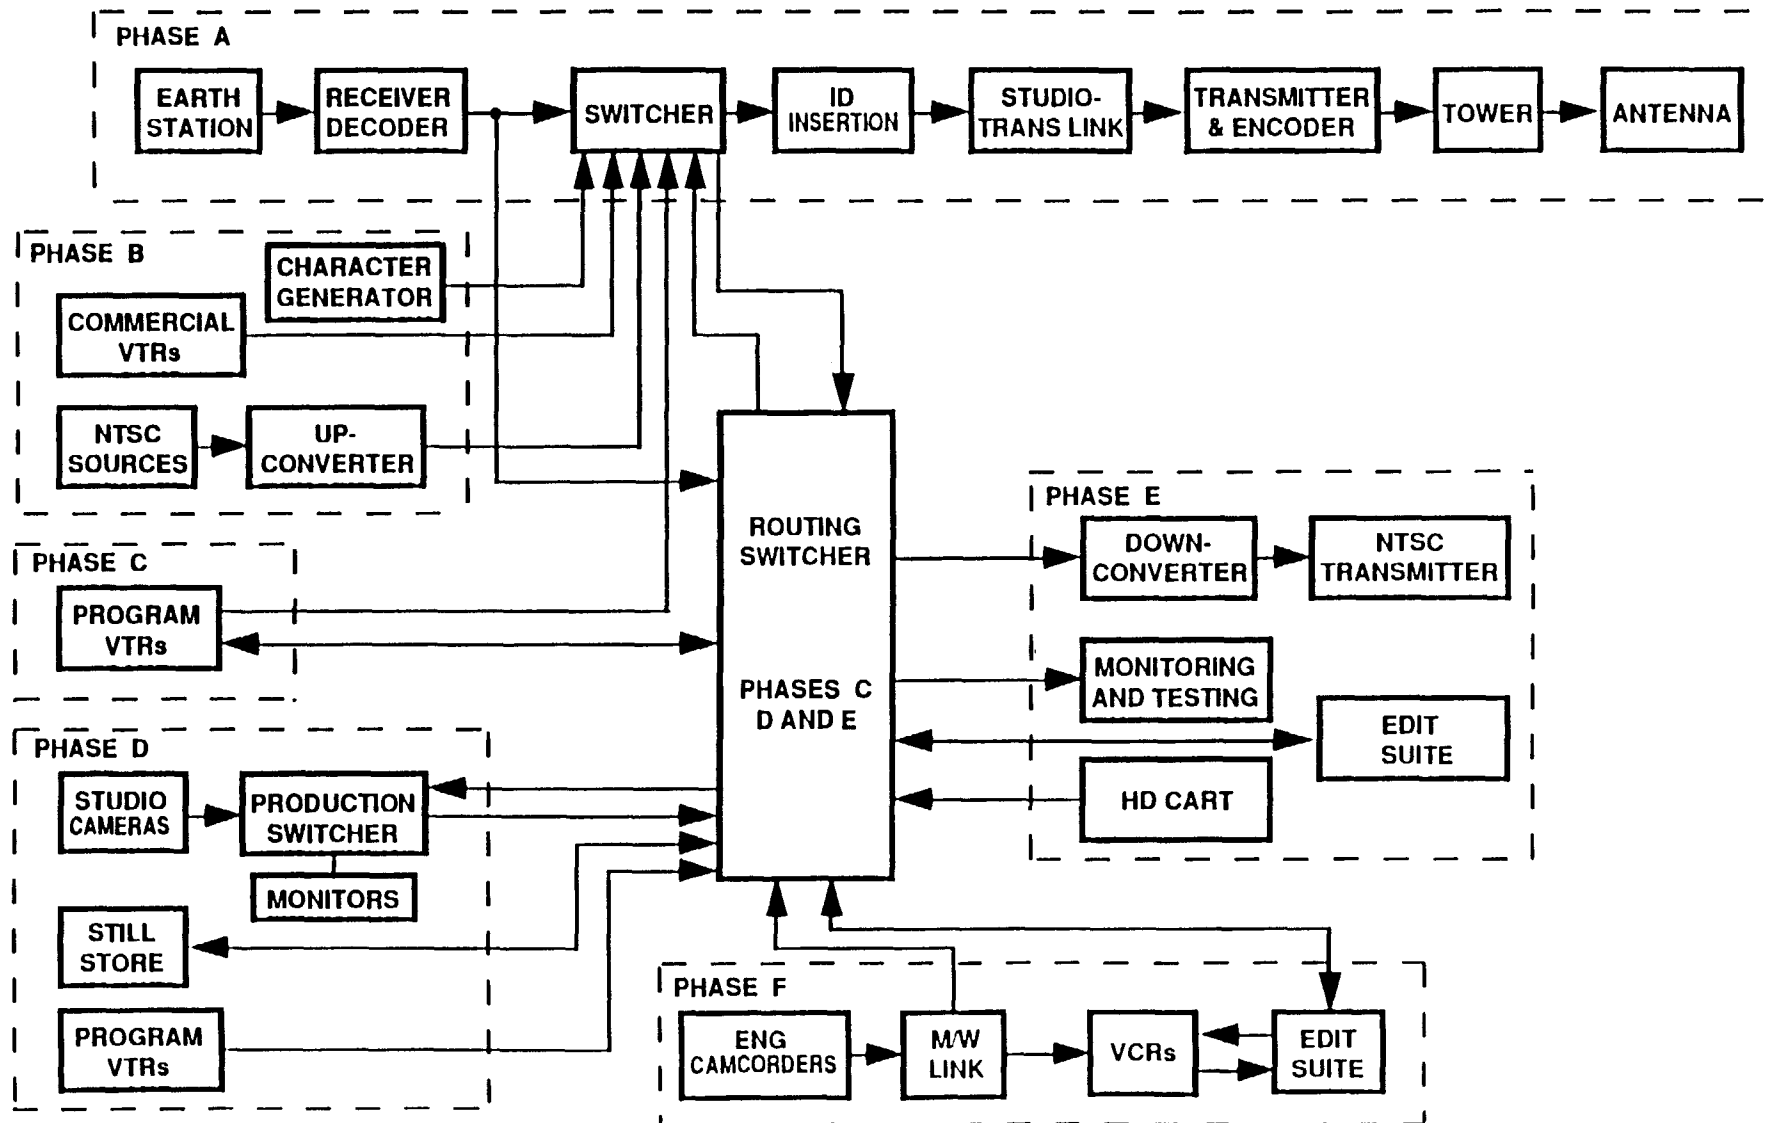 PHASE A
EARTH
STATION
RECEIVER
DECODER
SWITCHER
ID
INSERTION
STUDIO-
TRANS LINK
TRANSMITTER
& ENCODER
TOWER
ANTENNA
PHASE B
CHARACTER
GENERATOR
COMMERCIAL
VTRs
NTSC
SOURCES
UP-
CONVERTER
PHASE C
PROGRAM
VTRs
ROUTING
SWITCHER
PHASES C
D AND E
PHASE E
DOWN-
CONVERTER
NTSC
TRANSMITTER
MONITORING
AND TESTING
EDIT
SUITE
HD CART
PHASE D
STUDIO
CAMERAS
PRODUCTION
SWITCHER
MONITORS
STILL
STORE
PROGRAM
VTRs
PHASE F
ENG
CAMCORDERS
M/W
LINK
VCRs
EDIT
SUITE